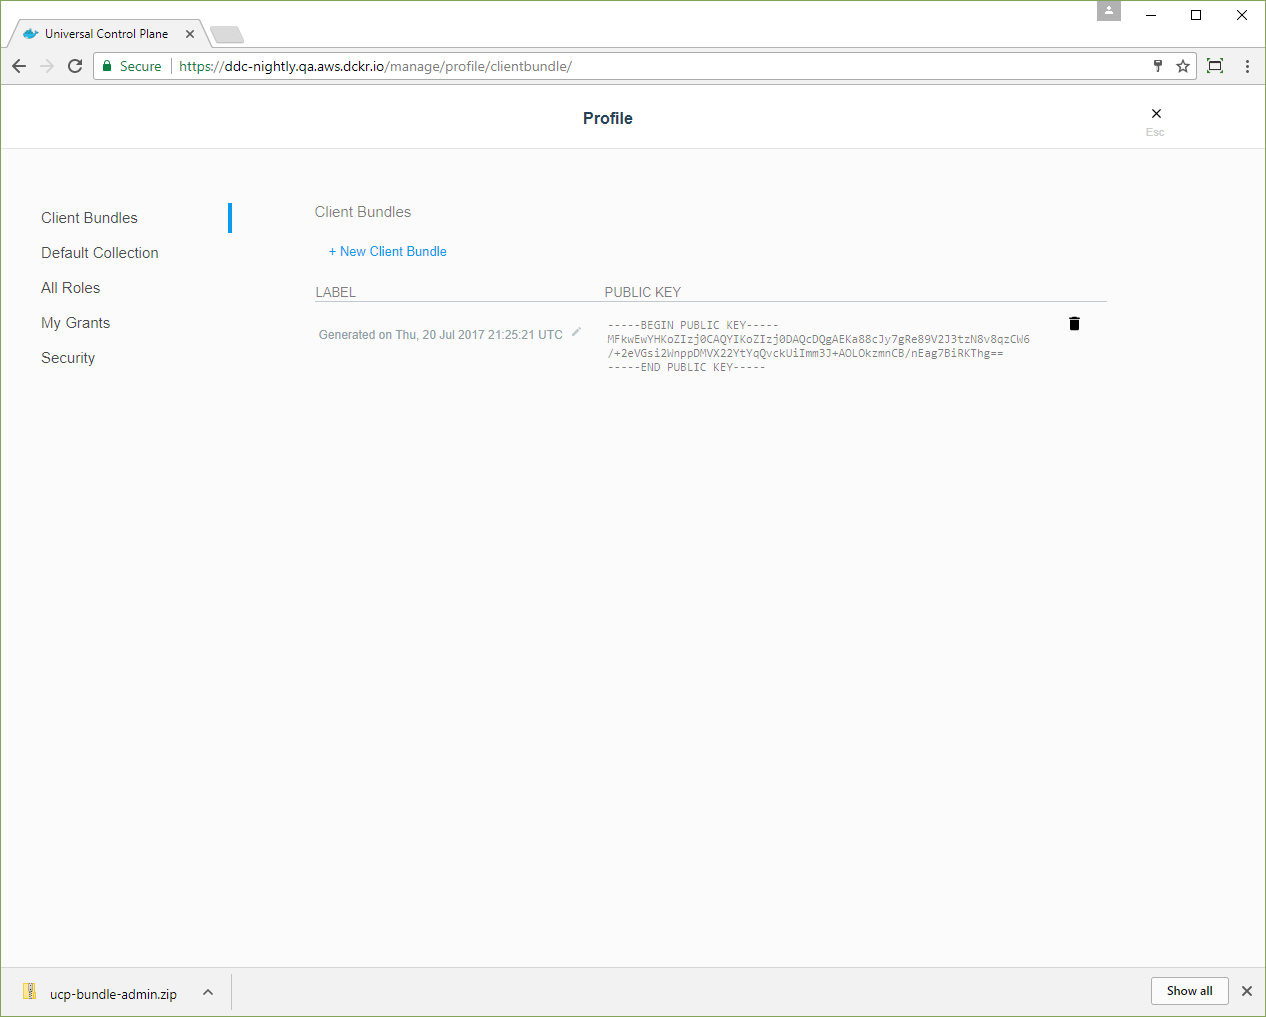 Universal Control Plane
Secure https://ddc-nightly.qa.aws.dckr.io/manage/profile/clientbundle/
Profile
Esc
Client Bundles
Default Collection
All Roles
My Grants
Security
Client Bundles
+ New Client Bundle
LABEL PUBLIC KEY
Generated on Thu, 20 Jul 2017 21:25:21 UTC
-----BEGIN PUBLIC KEY-----
MFkwEwYHKoZIzj0CAQYIKoZIzj0DAQcDQgAEKa88cJy7gRe89V2J3tzN8v8qzCW6
/+2eVGsi2WnppDMVX22YtYqQvckUiImm3J+AOLOkzmnCB/nEag7BiRKThg==
-----END PUBLIC KEY-----
ucp-bundle-admin.zip
Show all